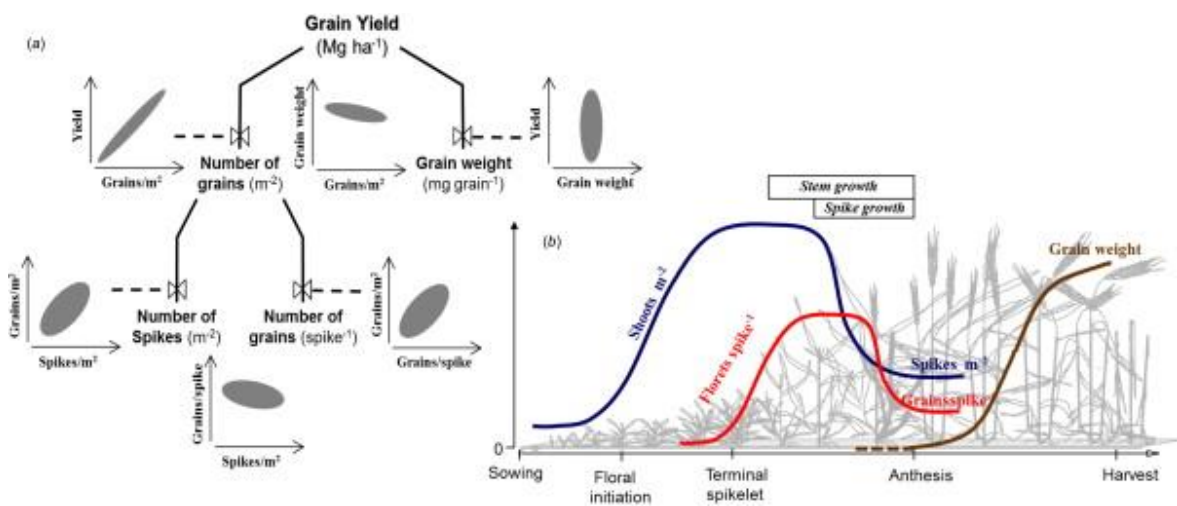 (a)
Grain Yield
(Mg ha⁻¹)
Yield
Grains/m²
Number of
grains (m⁻²)
Grain weight
Grains/m²
Grain weight
(mg grain⁻¹)
Yield
Grain weight
Grains/m²
Spikes/m²
Number of
Spikes (m⁻²)
Number of
grains (spike⁻¹)
Grains/m²
Grains/spike
Grains/spike
Spikes/m²
(b)
Stem growth
Spike growth
Shoots m⁻²
Florets spike⁻¹
Spikes m⁻²
Grainsspike⁻¹
Grain weight
0
Sowing
Floral
initiation
Terminal
spikelet
Anthesis
Harvest